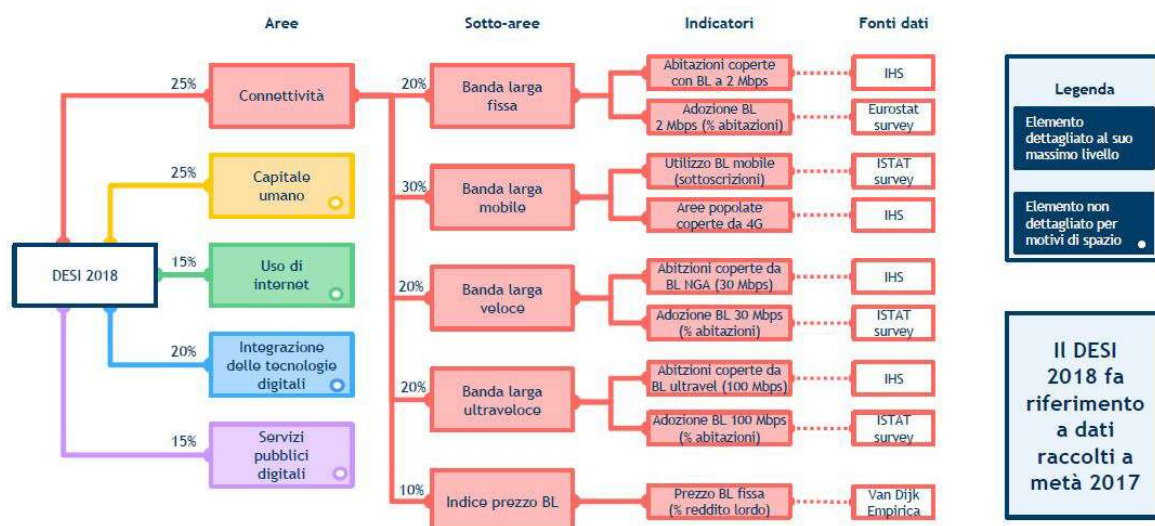 Aree
Sotto-aree
Indicatori
Fonti dati
25%
Connettività
20%
Banda larga
fissa
Abitazioni coperte
con BL a 2 Mbps
IHS
Adozione BL
2 Mbps (% abitazioni)
Eurostat
survey
25%
Capitale
umano
30%
Banda larga
mobile
Utilizzo BL mobile
(sottoscrizioni)
ISTAT
survey
Aree popolate
coperte da 4G
IHS
DESI 2018
15%
Uso di
internet
20%
Banda larga
veloce
Abitzioni coperte da
BL NGA (30 Mbps)
IHS
Adozione BL 30 Mbps
(% abitazioni)
ISTAT
survey
20%
Integrazione
delle tecnologie
digitali
20%
Banda larga
ultraveloce
Abitzioni coperte da
BL ultravel (100 Mbps)
IHS
Adozione BL 100 Mbps
(% abitazioni)
ISTAT
survey
15%
Servizi
pubblici
digitali
10%
Indice prezzo BL
Prezzo BL fissa
(% reddito lordo)
Van Dijk
Empirica
Legenda
Elemento
dettagliato al suo
massimo livello
Elemento non
dettagliato per
motivi di spazio
Il DESI
2018 fa
riferimento
a dati
raccolti a
metà 2017